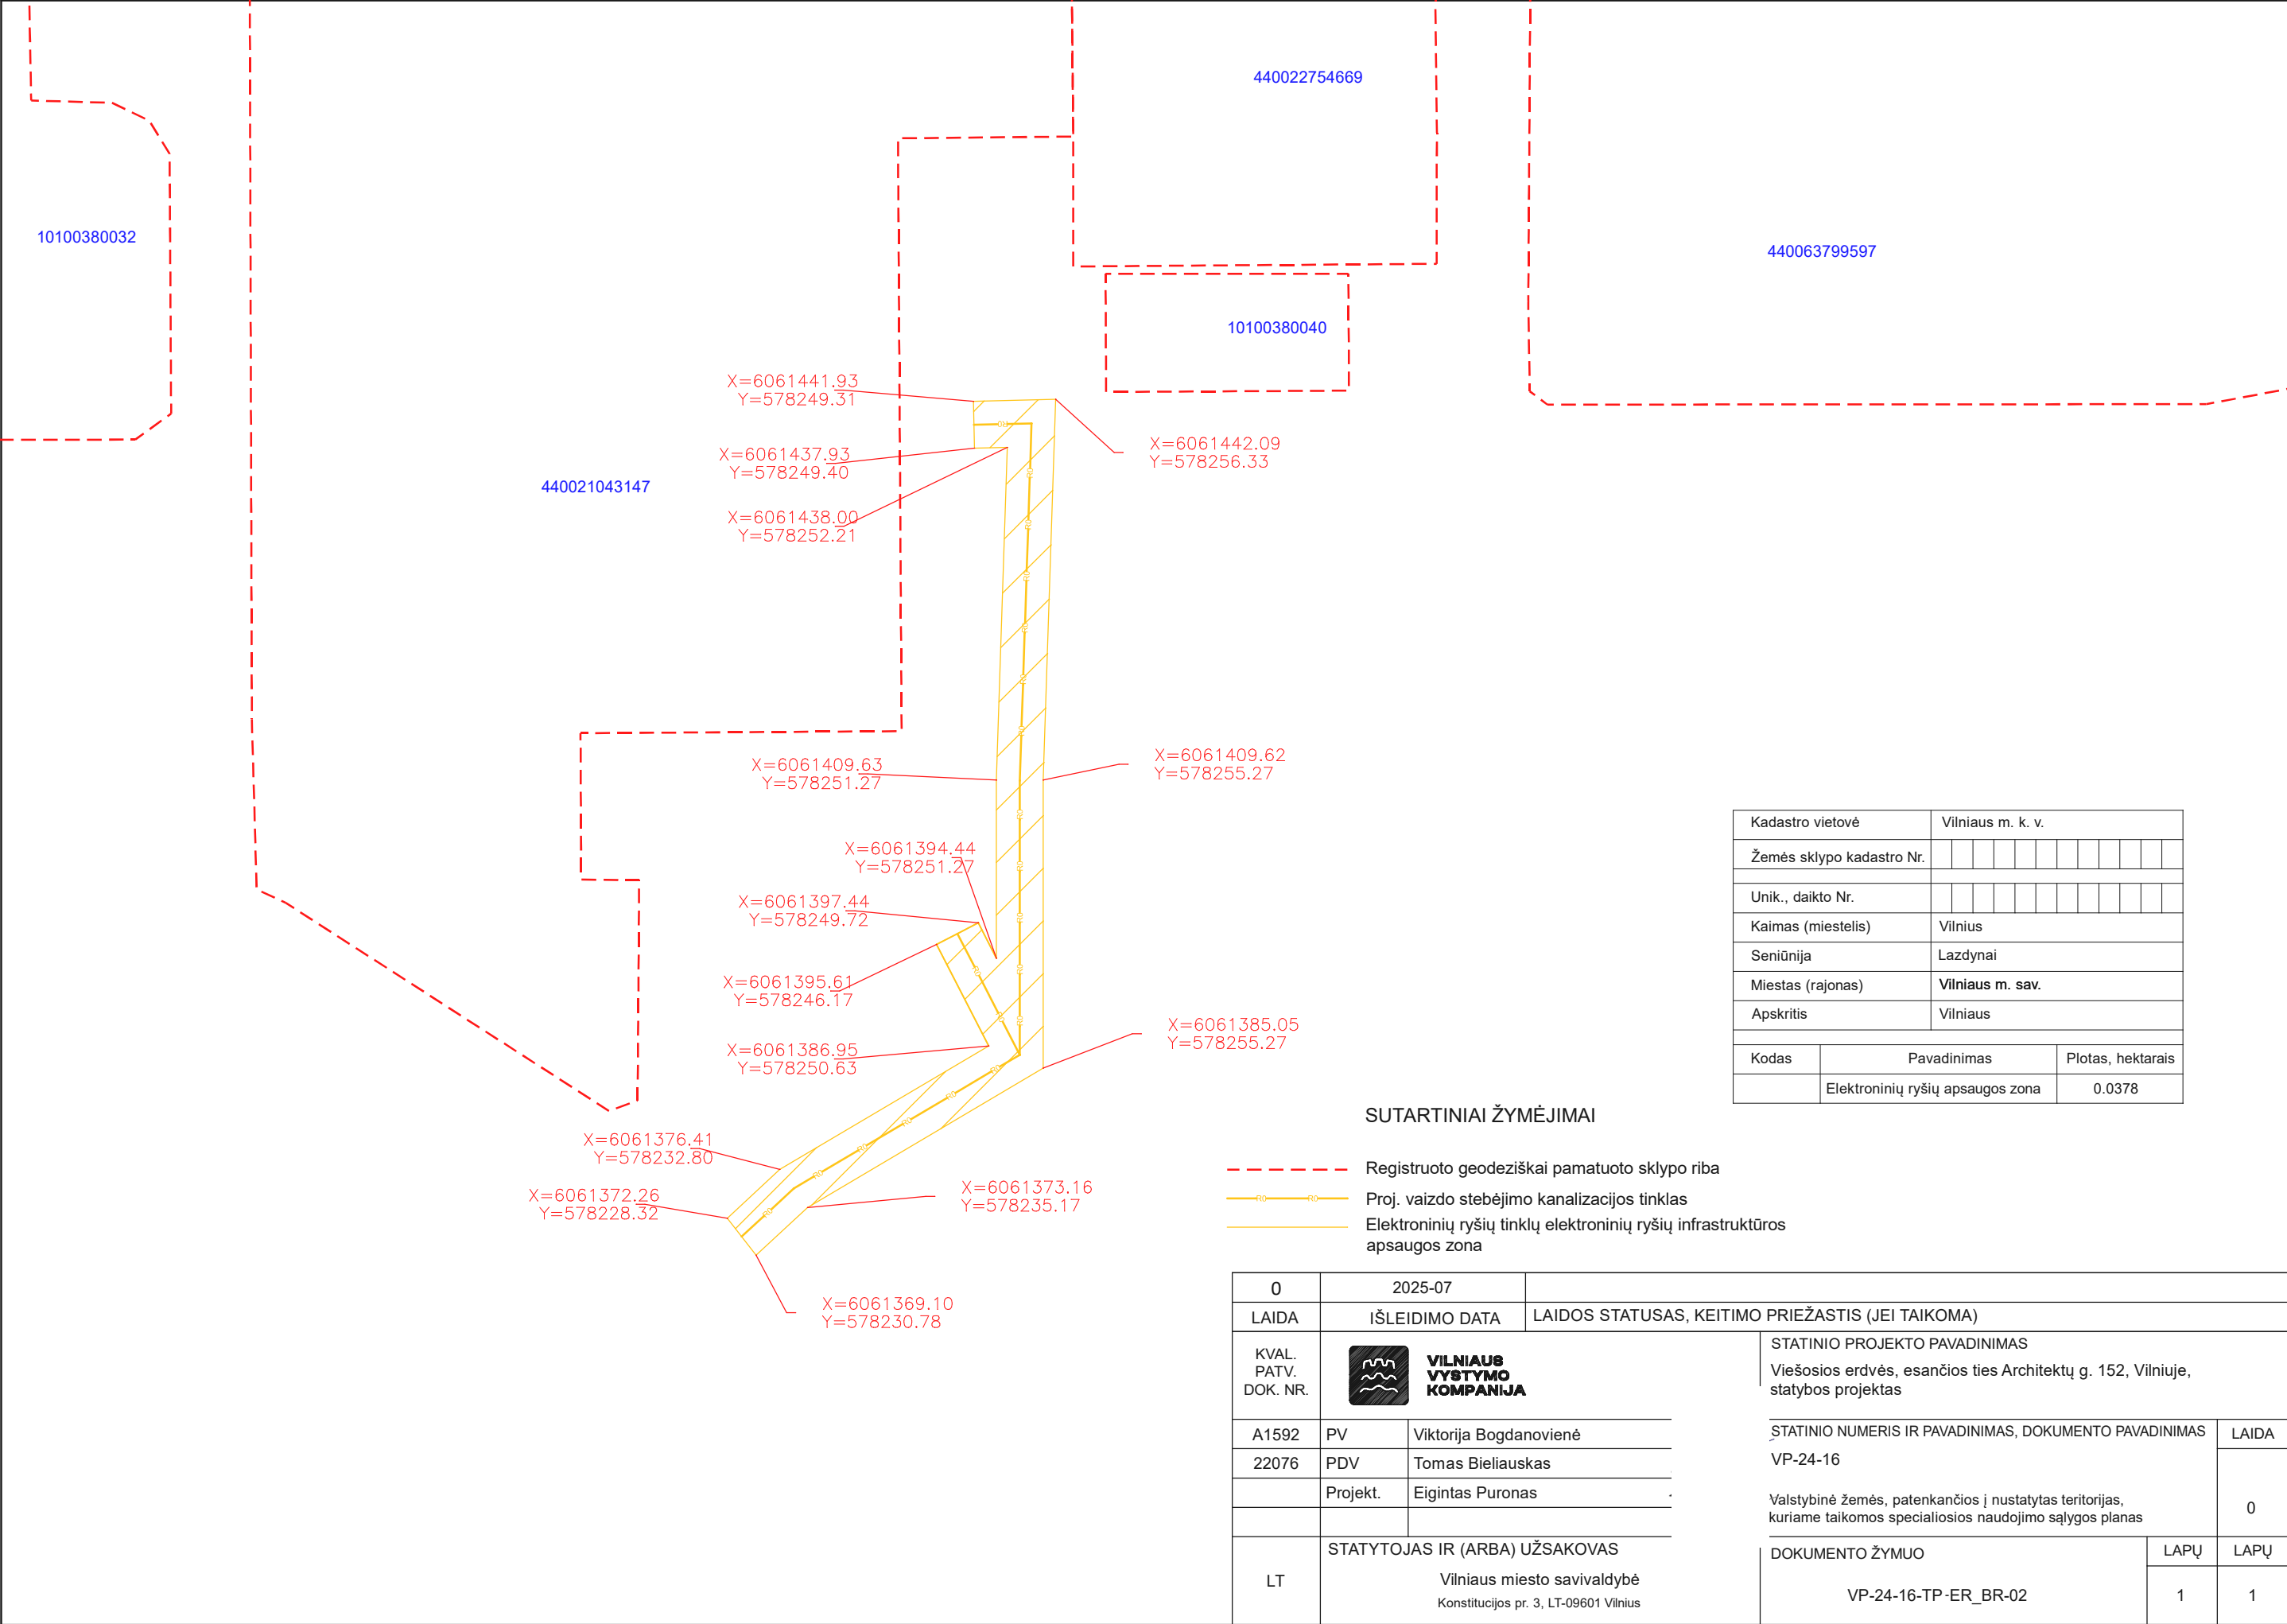 440022754669
10100380032
440063799597
10100380040
X=6061441.93
Y=578249.31
X=6061442.09
Y=578256.33
X=6061437.93
Y=578249.40
440021043147
X=6061438.00
Y=578252.21
X=6061409.63
Y=578251.27
X=6061409.62
Y=578255.27
X=6061394.44
Y=578251.27
X=6061397.44
Y=578249.72
X=6061395.61
Y=578246.17
X=6061386.95
Y=578250.63
X=6061385.05
Y=578255.27
X=6061376.41
Y=578232.80
X=6061372.26
Y=578228.32
X=6061373.16
Y=578235.17
X=6061369.10
Y=578230.78
Kadastro vietovė Vilniaus m. k. v.
Žemės sklypo kadastro Nr.
Unik., daikto Nr.
Kaimas (miestelis) Vilnius
Seniūnija Lazdynai
Miestas (rajonas) Vilniaus m. sav.
Apskritis Vilniaus
Kodas Pavadinimas Plotas, hektarais
Elektroninių ryšių apsaugos zona 0.0378
SUTARTINIAI ŽYMĖJIMAI
Registruoto geodeziškai pamatuoto sklypo riba
Proj. vaizdo stebėjimo kanalizacijos tinklas
Elektroninių ryšių tinklų elektroninių ryšių infrastruktūros
apsaugos zona
0 2025-07
LAIDA IŠLEIDIMO DATA LAIDOS STATUSAS, KEITIMO PRIEŽASTIS (JEI TAIKOMA)
KVAL.
PATV.
DOK. NR.
VILNIAUS
VYSTYMO
KOMPANIJA
STATINIO PROJEKTO PAVADINIMAS
Viešosios erdvės, esančios ties Architektų g. 152, Vilniuje,
statybos projektas
A1592 PV Viktorija Bogdanovienė
22076 PDV Tomas Bieliauskas
Projekt. Eigintas Puronas
STATINIO NUMERIS IR PAVADINIMAS, DOKUMENTO PAVADINIMAS LAIDA
VP-24-16
Valstybinė žemės, patenkančios į nustatytas teritorijas,
kuriame taikomos specialiosios naudojimo sąlygos planas
0
LT
STATYTOJAS IR (ARBA) UŽSAKOVAS
Vilniaus miesto savivaldybė
Konstitucijos pr. 3, LT-09601 Vilnius
DOKUMENTO ŽYMUO LAPŲ LAPŲ
VP-24-16-TP-ER_BR-02 1 1